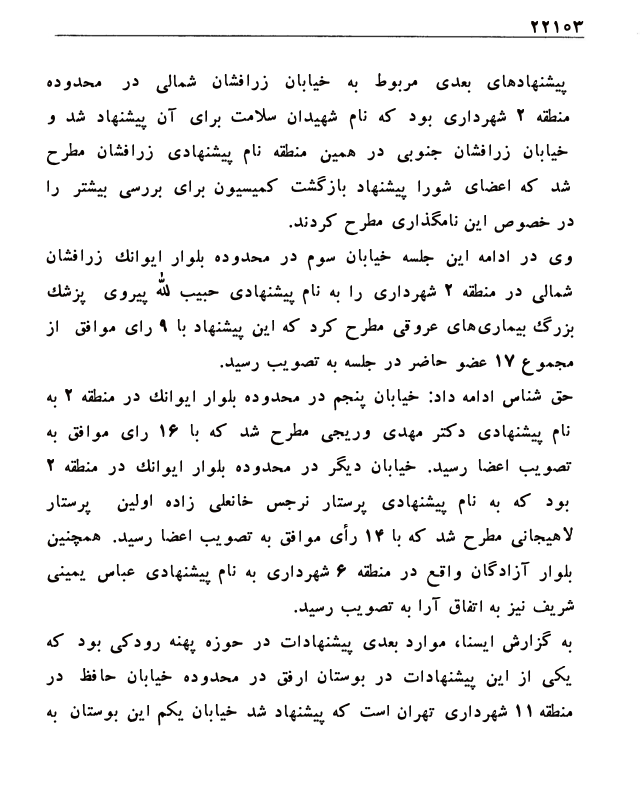 ۲۲۱۰۳
پیشنهادهای بعدی مربوط به خیابان زرافشان شمالی در محدوده
منطقه ۲ شهرداری بود که نام شهیدان سلامت برای آن پیشنهاد شد و
خیابان زرافشان جنوبی در همین منطقه نام پیشنهادی زرافشان مطرح
شد که اعضای شورا پیشنهاد بازگشت کمیسیون برای بررسی بیشتر را
در خصوص این نامگذاری مطرح کردند.
وی در ادامه این جلسه خیابان سوم در محدوده بلوار ایوانك زرافشان
شمالی در منطقه ۲ شهرداری را به نام پیشنهادی حبیب لله پیروی پزشك
بزرگ بیماری‌های عروقی مطرح کرد که این پیشنهاد با ۹ رای موافق از
مجموع ۱۷ عضو حاضر در جلسه به تصویب رسید.
حق شناس ادامه داد: خیابان پنجم در محدوده بلوار ایوانك در منطقه ۲ به
نام پیشنهادی دکتر مهدی وریجی مطرح شد که با ۱۶ رای موافق به
تصویب اعضا رسید. خیابان دیگر در محدوده بلوار ایوانك در منطقه ۲
بود که به نام پیشنهادی پرستار نرجس خانعلی زاده اولین پرستار
لاهیجانی مطرح شد که با ۱۴ رأی موافق به تصویب اعضا رسید. همچنین
بلوار آزادگان واقع در منطقه ۶ شهرداری به نام پیشنهادی عباس یمینی
شریف نیز به اتفاق آرا به تصویب رسید.
به گزارش ایسنا، موارد بعدی پیشنهادات در حوزه پهنه رودکی بود که
یکی از این پیشنهادات در بوستان ارفق در محدوده خیابان حافظ در
منطقه ۱۱ شهرداری تهران است که پیشنهاد شد خیابان یکم این بوستان به